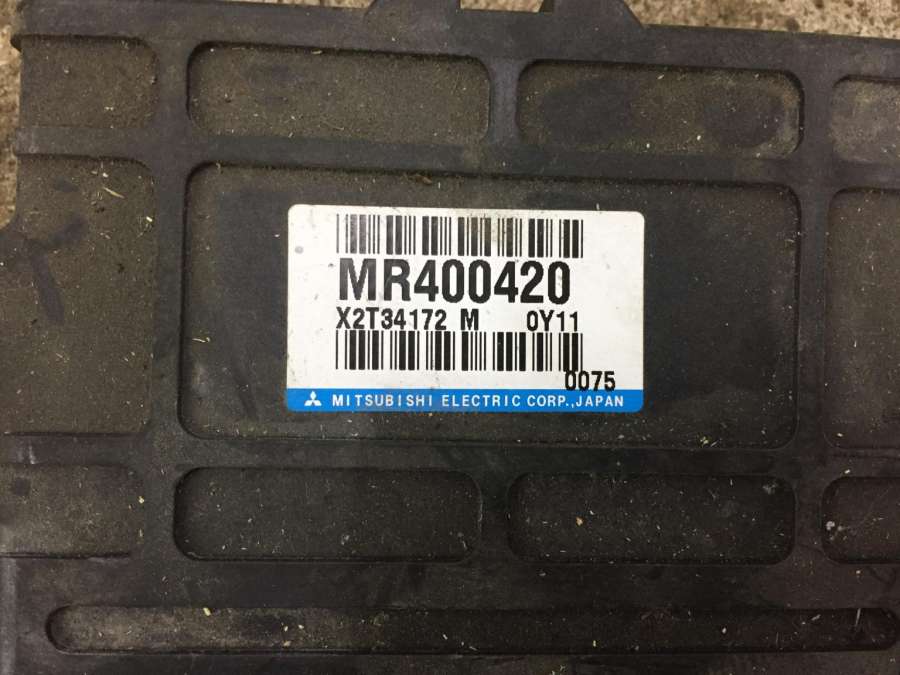 MR400420
X2T34172 M 0Y11
0075
MITSUBISHI ELECTRIC CORP.,JAPAN